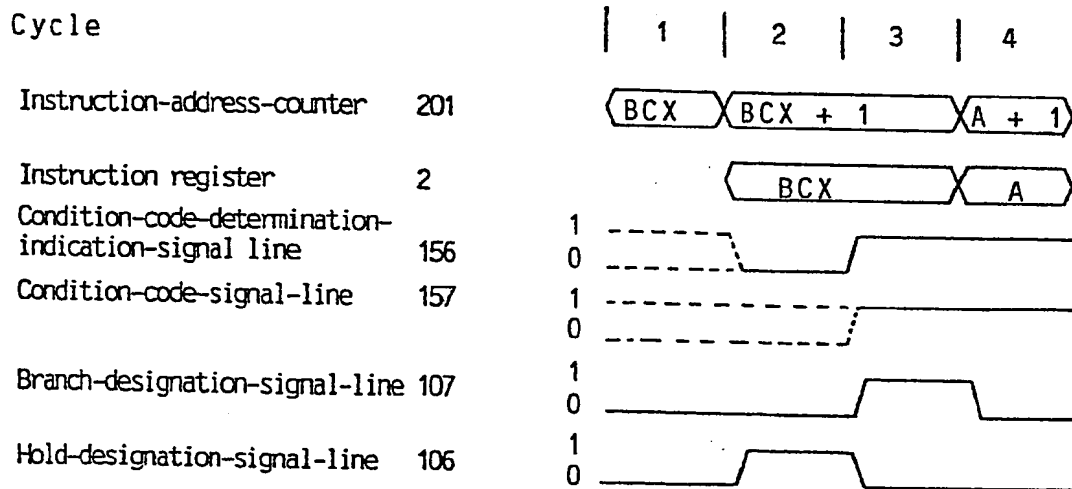 Cycle 1 2 3 4
Instruction-address-counter 201 BCX BCX + 1 A + 1
Instruction register 2 BCX A
Condition-code-determination-
indication-signal line 156 1 0
Condition-code-signal-line 157 1 0
Branch-designation-signal-line 107 1 0
Hold-designation-signal-line 106 1 0